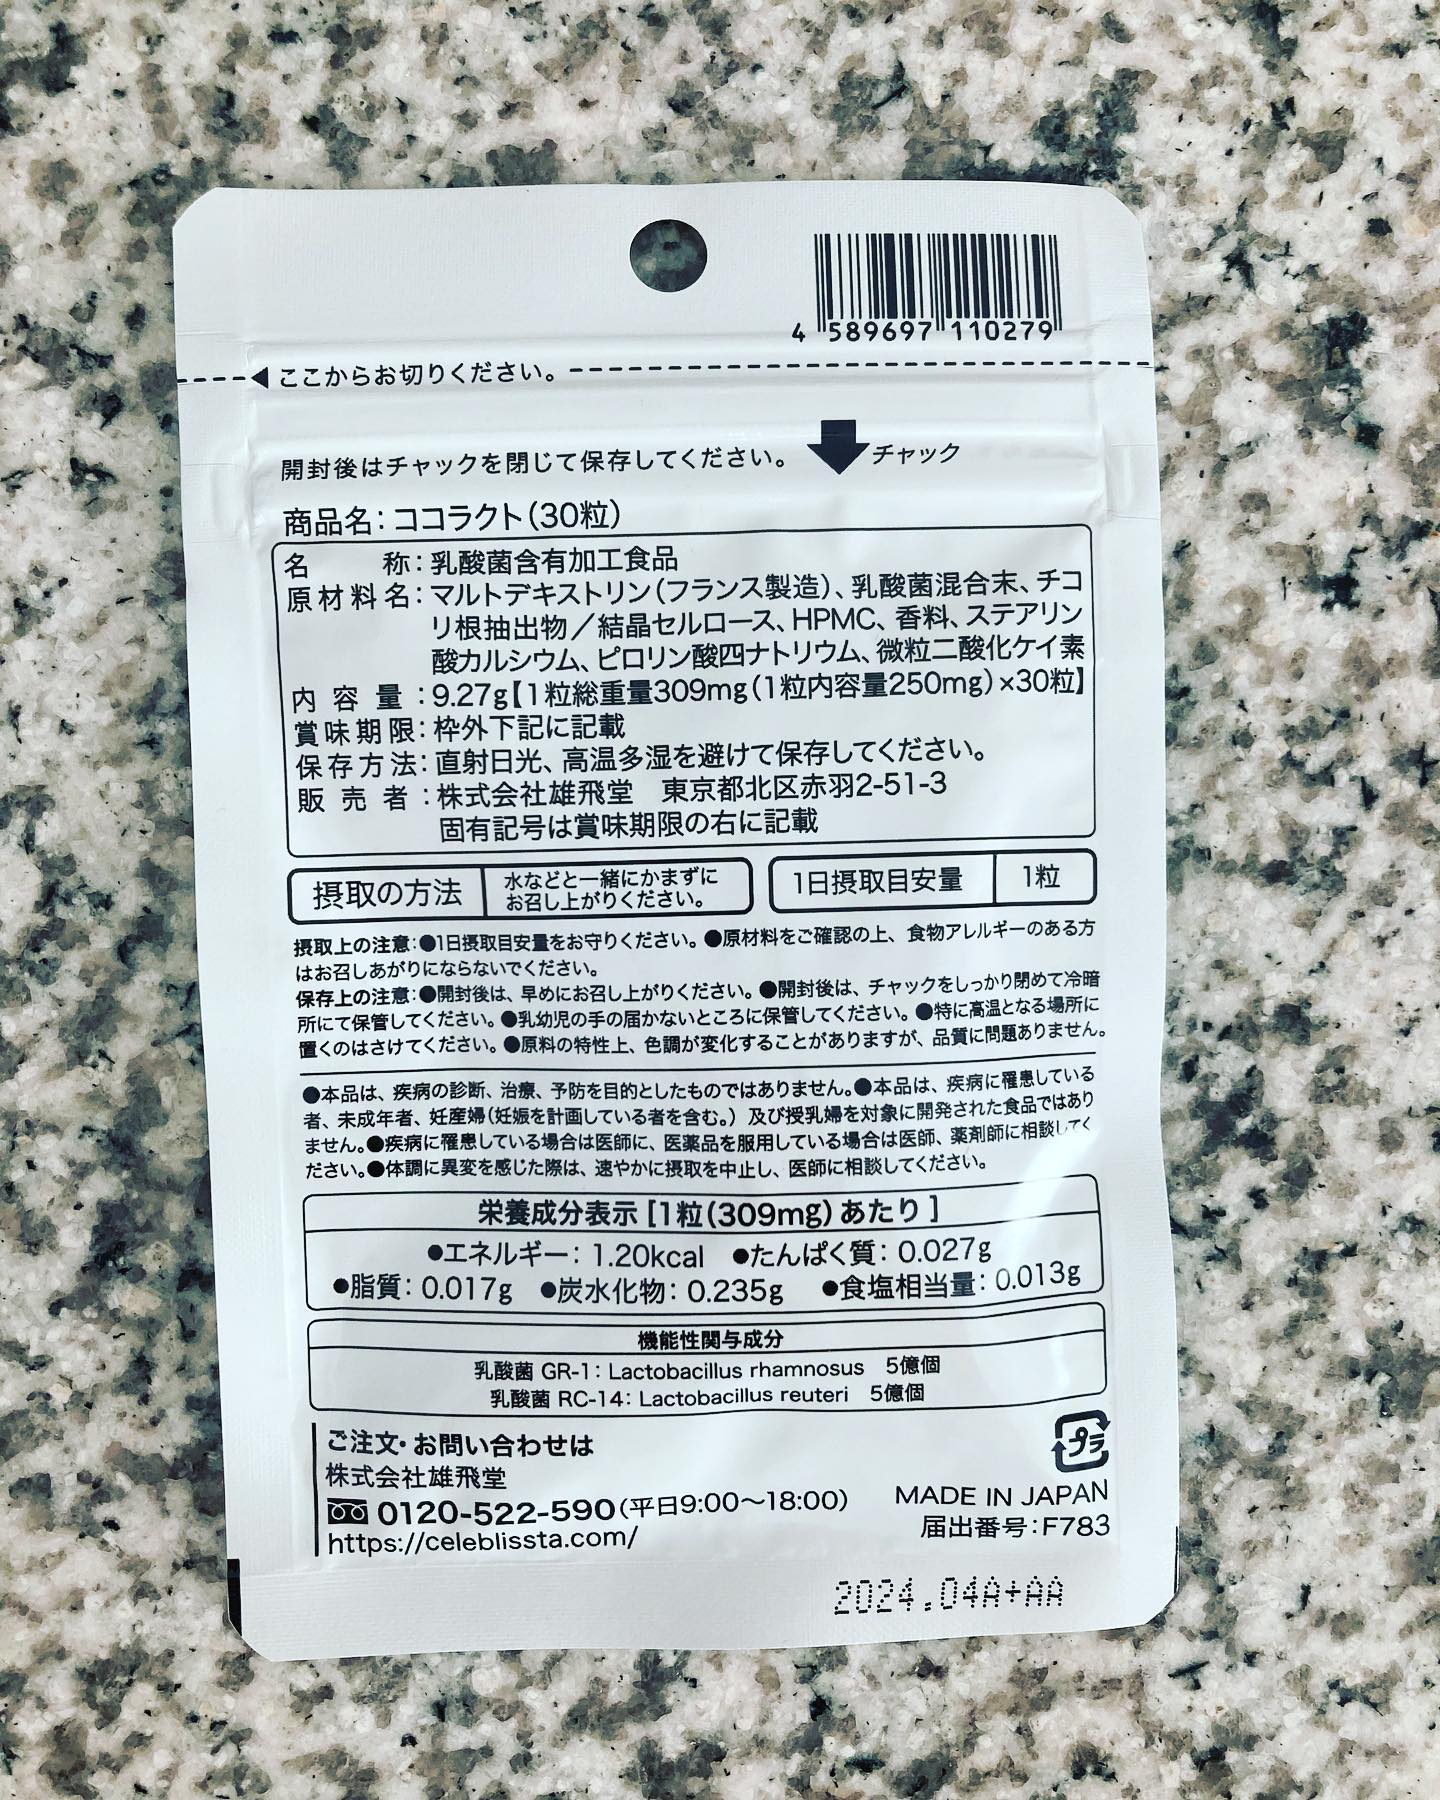 4 589697 110279
ここからお切りください。
開封後はチャックを閉じて保存してください。 チャック
商品名：ココラクト（30粒）
名称：乳酸菌含有加工食品
原材料名：マルトデキストリン（フランス製造）、乳酸菌混合末、チコ
リ根抽出物／結晶セルロース、HPMC、香料、ステアリン
酸カルシウム、ピロリン酸四ナトリウム、微粒二酸化ケイ素
内容量：9.27g【1粒総重量309mg（1粒内容量250mg）×30粒】
賞味期限：枠外下記に記載
保存方法：直射日光、高温多湿を避けて保存してください。
販売者：株式会社雄飛堂　東京都北区赤羽2-51-3
固有記号は賞味期限の右に記載
摂取の方法 水などと一緒にかまずに
お召し上がりください。
1日摂取目安量 1粒
摂取上の注意：●1日摂取目安量をお守りください。●原材料をご確認の上、食物アレルギーのある方
はお召しあがりにならないでください。
保存上の注意：●開封後は、早めにお召し上がりください。●開封後は、チャックをしっかり閉めて冷暗
所にて保管してください。●乳幼児の手の届かないところに保管してください。●特に高温となる場所に
置くのはさけてください。●原料の特性上、色調が変化することがありますが、品質に問題ありません。
●本品は、疾病の診断、治療、予防を目的としたものではありません。●本品は、疾病に罹患している
者、未成年者、妊産婦（妊娠を計画している者を含む。）及び授乳婦を対象に開発された食品ではあり
ません。●疾病に罹患している場合は医師に、医薬品を服用している場合は医師、薬剤師に相談してく
ださい。●体調に異変を感じた際は、速やかに摂取を中止し、医師に相談してください。
栄養成分表示［1粒（309mg）あたり］
●エネルギー：1.20kcal ●たんぱく質：0.027g
●脂質：0.017g ●炭水化物：0.235g ●食塩相当量：0.013g
機能性関与成分
乳酸菌 GR-1：Lactobacillus rhamnosus 5億個
乳酸菌 RC-14：Lactobacillus reuteri 5億個
ご注文・お問い合わせは
株式会社雄飛堂
0120-522-590（平日9:00〜18:00）
https://celeblissta.com/
プラ
MADE IN JAPAN
届出番号：F783
2024.04A+AA